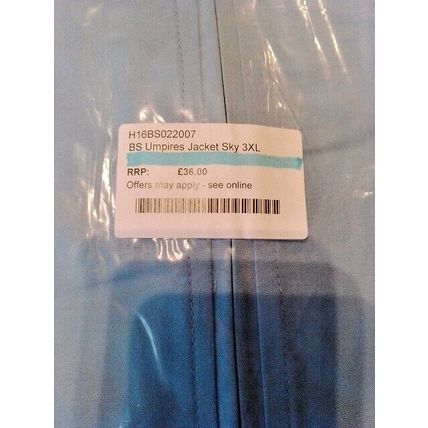 H16BS022007
BS Umpires Jacket Sky 3XL
RRP: £36.00
Offers may apply - see online